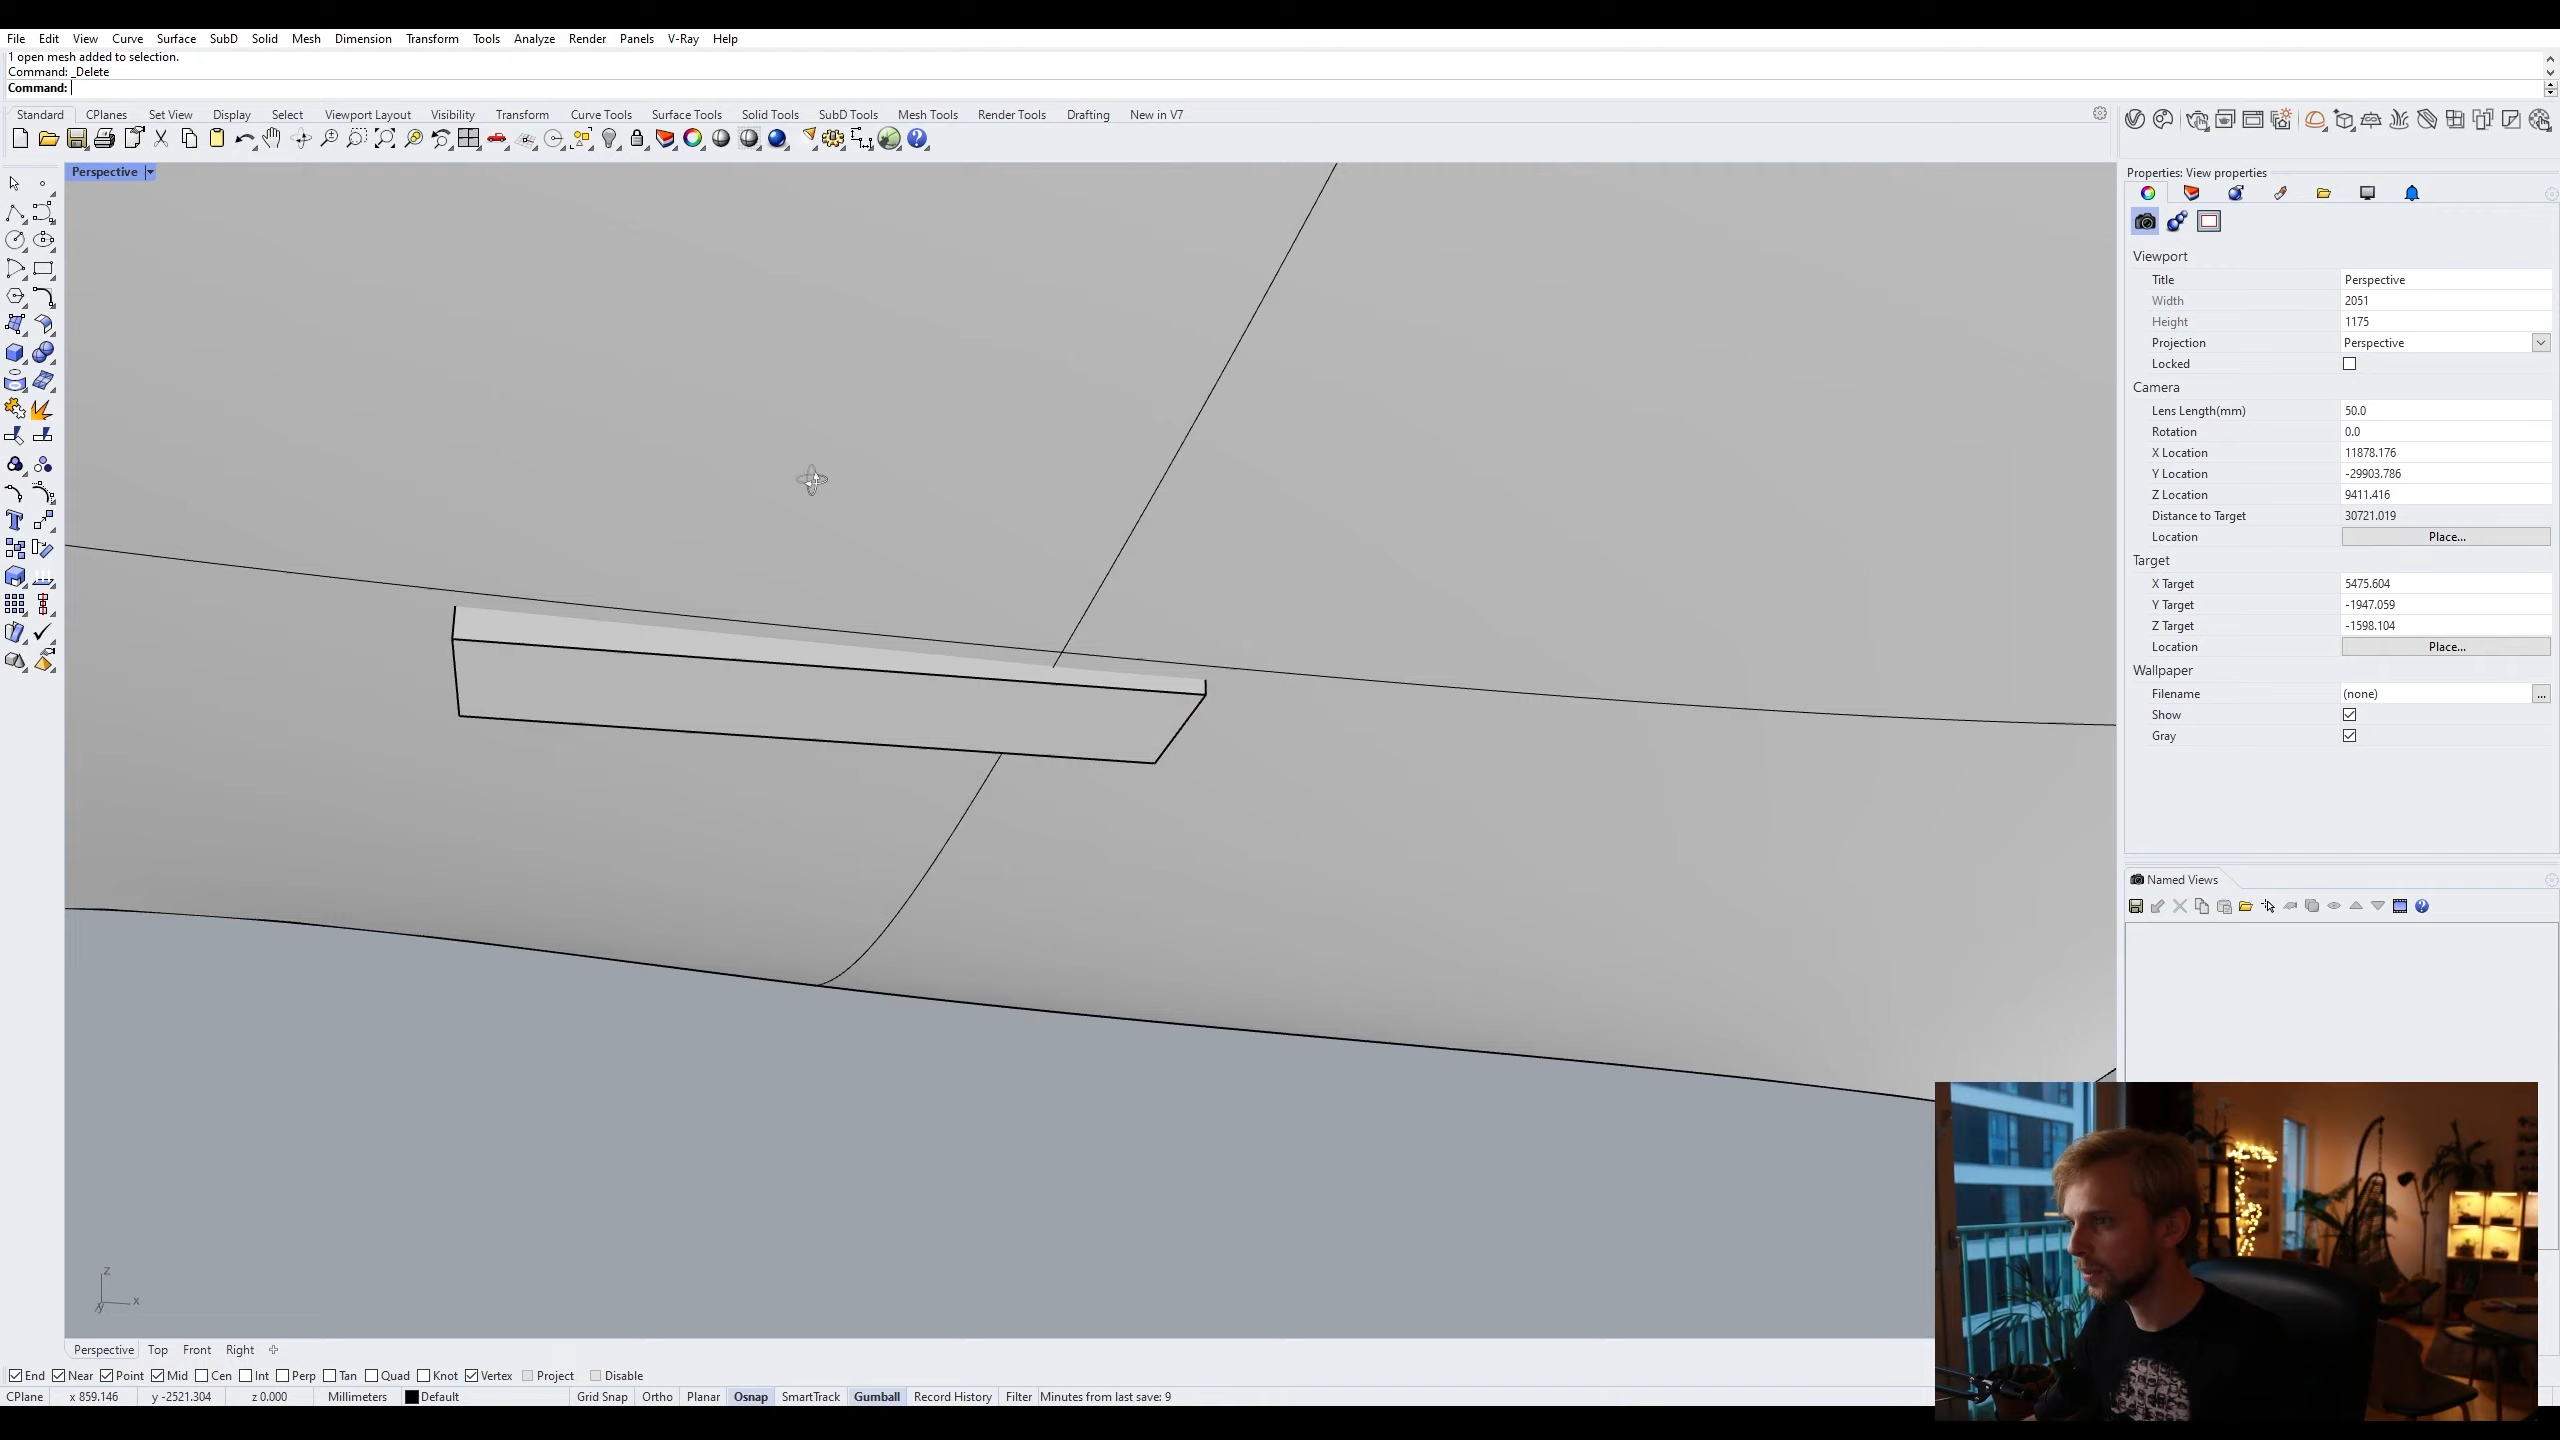 File Edit View Curve Surface SubD Solid Mesh Dimension Transform Tools Analyze Render Panels V-Ray Help
1 open mesh added to selection.
Command: _Delete
Command:
Standard CPlanes Set View Display Select Viewport Layout Visibility Transform Curve Tools Surface Tools Solid Tools SubD Tools Mesh Tools Render Tools Drafting New in V7
Perspective
Properties: View properties
Viewport
Title Perspective
Width 2051
Height 1175
Projection Perspective
Locked
Camera
Lens Length(mm) 50.0
Rotation 0.0
X Location 11878.176
Y Location -29903.786
Z Location 9411.416
Distance to Target 30721.019
Location Place...
Target
X Target 5475.604
Y Target -1947.059
Z Target -1598.104
Location Place...
Wallpaper
Filename (none) ...
Show
Gray
Named Views
z
x
y
Perspective Top Front Right
End Near Point Mid Cen Int Perp Tan Quad Knot Vertex Project Disable
CPlane x 859.146 y -2521.304 z 0.000 Millimeters Default Grid Snap Ortho Planar Osnap SmartTrack Gumball Record History Filter Minutes from last save: 9